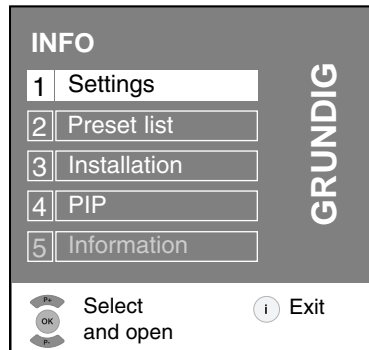 INFO
GRUNDIG
1 Settings
2 Preset list
3 Installation
4 PIP
5 Information
P+
OK
P-
Select
and open
i Exit